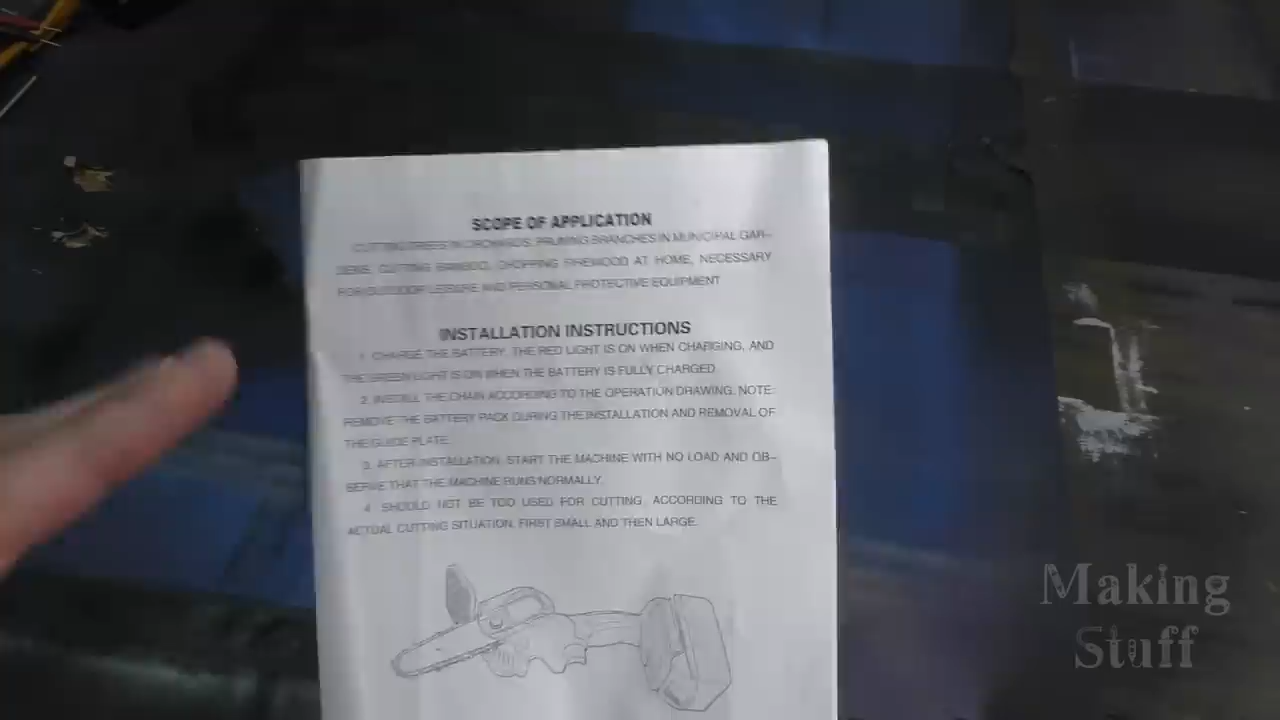 SCOPE OF APPLICATION
CUTTING TREES IN ORCHARDS, PRUNING BRANCHES IN MUNICIPAL GAR-
DENS, CUTTING BAMBOO, CHOPPING FIREWOOD AT HOME, NECESSARY
FOR OUTDOOR LEISURE AND PERSONAL PROTECTIVE EQUIPMENT
INSTALLATION INSTRUCTIONS
1. CHARGE THE BATTERY, THE RED LIGHT IS ON WHEN CHARGING, AND
THE GREEN LIGHT IS ON WHEN THE BATTERY IS FULLY CHARGED.
2. INSTALL THE CHAIN ACCORDING TO THE OPERATION DRAWING. NOTE:
REMOVE THE BATTERY PACK DURING THE INSTALLATION AND REMOVAL OF
THE GUIDE PLATE.
3. AFTER INSTALLATION, START THE MACHINE WITH NO LOAD AND OB-
SERVE THAT THE MACHINE RUNS NORMALLY.
4. SHOULD NOT BE TOO USED FOR CUTTING, ACCORDING TO THE
ACTUAL CUTTING SITUATION, FIRST SMALL AND THEN LARGE.
Making
Stuff